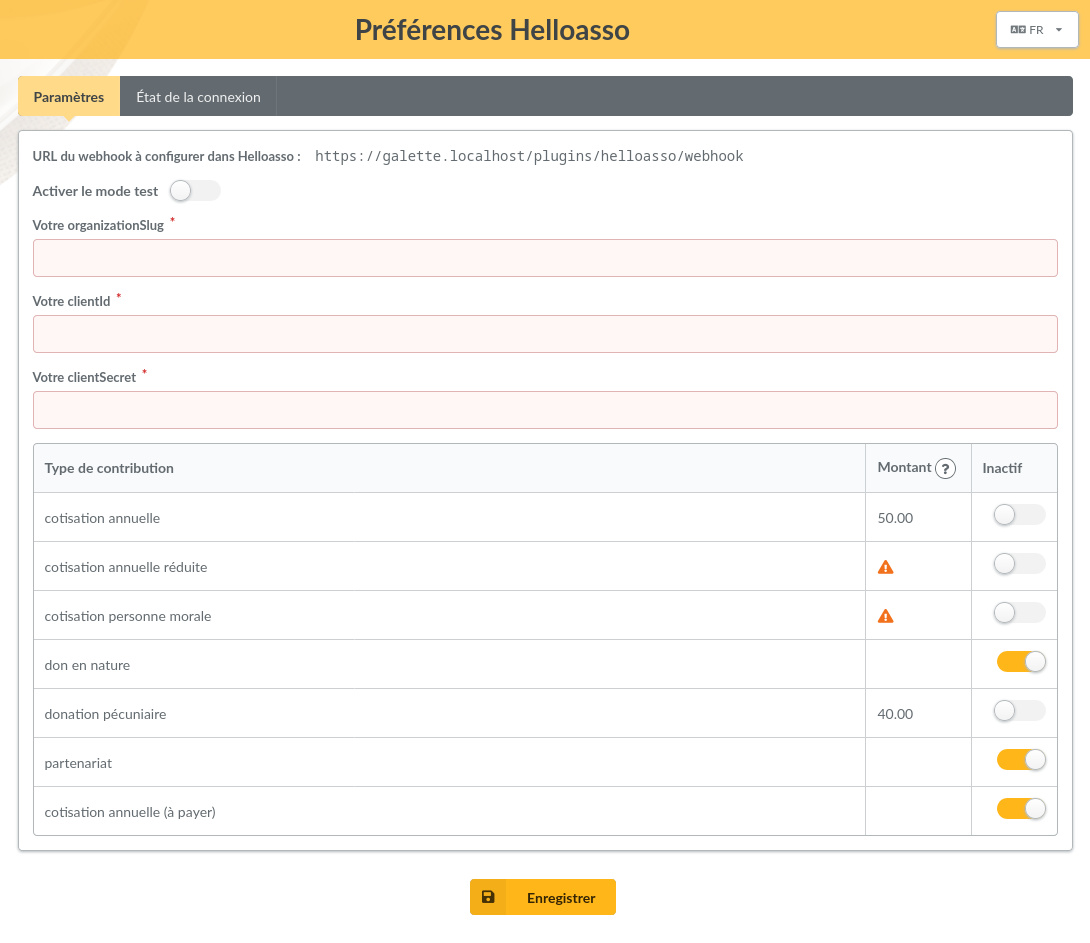 Préférences Helloasso
FR
Paramètres
État de la connexion
URL du webhook à configurer dans Helloasso : https://galette.localhost/plugins/helloasso/webhook
Activer le mode test
Votre organizationSlug *
Votre clientId *
Votre clientSecret *
Type de contribution Montant ? Inactif
cotisation annuelle 50.00
cotisation annuelle réduite
cotisation personne morale
don en nature
donation pécuniaire 40.00
partenariat
cotisation annuelle (à payer)
Enregistrer